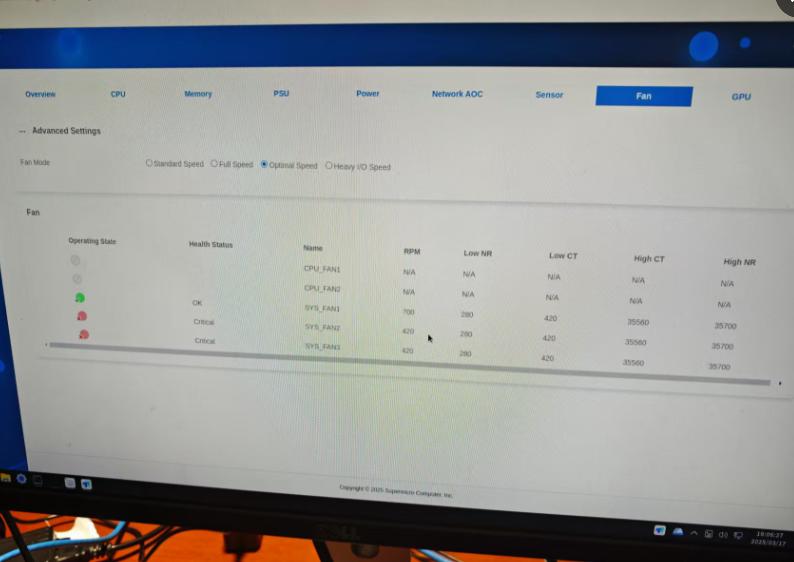 Overview CPU Memory PSU Power Network AOC Sensor Fan GPU
Advanced Settings
Fan Mode Standard Speed Full Speed Optimal Speed Heavy I/O Speed
Fan
Operating State Health Status Name RPM Low NR Low CT High CT High NR
CPU_FAN1 N/A N/A N/A N/A N/A
CPU_FAN2 N/A N/A N/A N/A N/A
OK SYS_FAN1 700 280 420 35560 35700
Critical SYS_FAN2 420 280 420 35560 35700
Critical SYS_FAN3 420 280 420 35560 35700
Copyright © 2025 Supermicro Computer, Inc.
DELL
2025/03/17